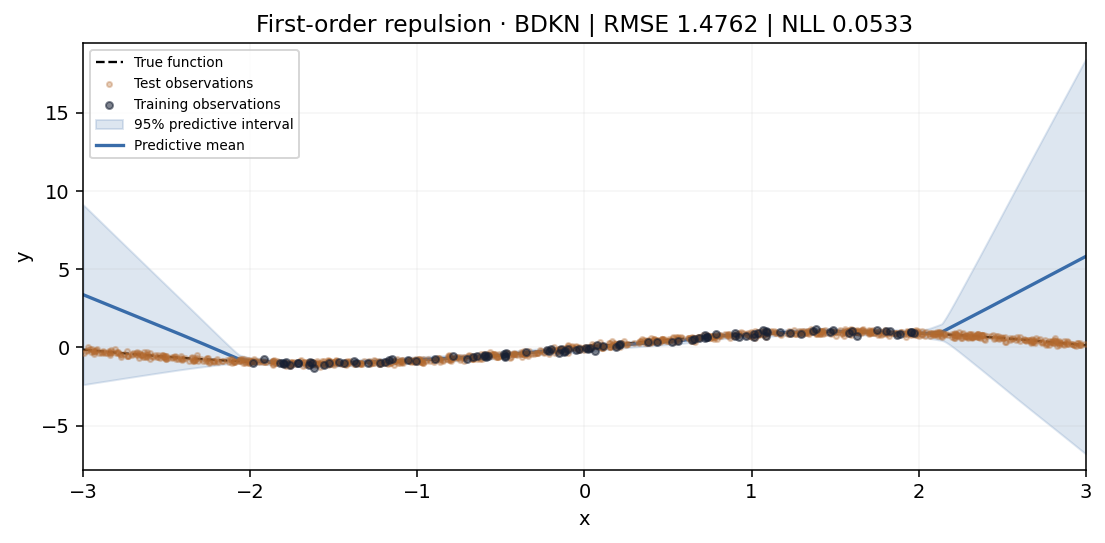 First-order repulsion · BDKN | RMSE 1.4762 | NLL 0.0533
True function
Test observations
Training observations
95% predictive interval
Predictive mean
y
15
10
5
0
−5
−3
−2
−1
0
1
2
3
x